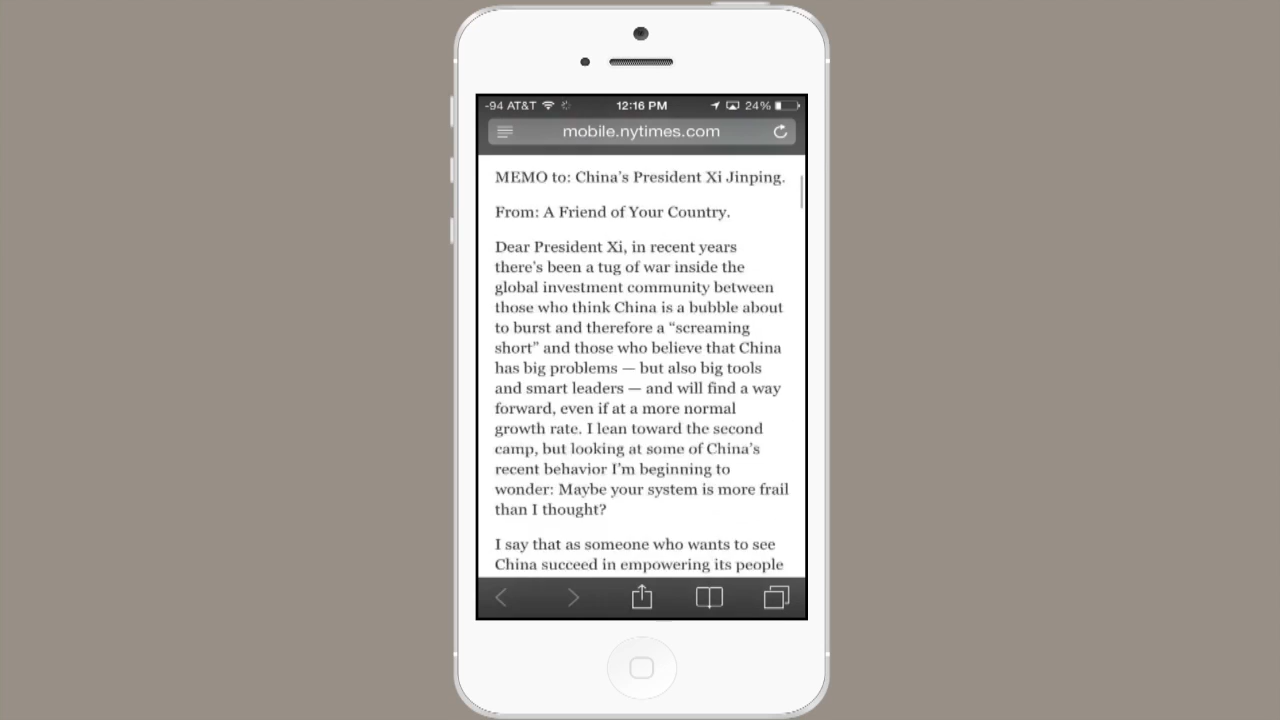 -94 AT&T 12:16 PM 24%
mobile.nytimes.com
MEMO to: China's President Xi Jinping.
From: A Friend of Your Country.
Dear President Xi, in recent years
there's been a tug of war inside the
global investment community between
those who think China is a bubble about
to burst and therefore a “screaming
short” and those who believe that China
has big problems — but also big tools
and smart leaders — and will find a way
forward, even if at a more normal
growth rate. I lean toward the second
camp, but looking at some of China's
recent behavior I'm beginning to
wonder: Maybe your system is more frail
than I thought?
I say that as someone who wants to see
China succeed in empowering its people